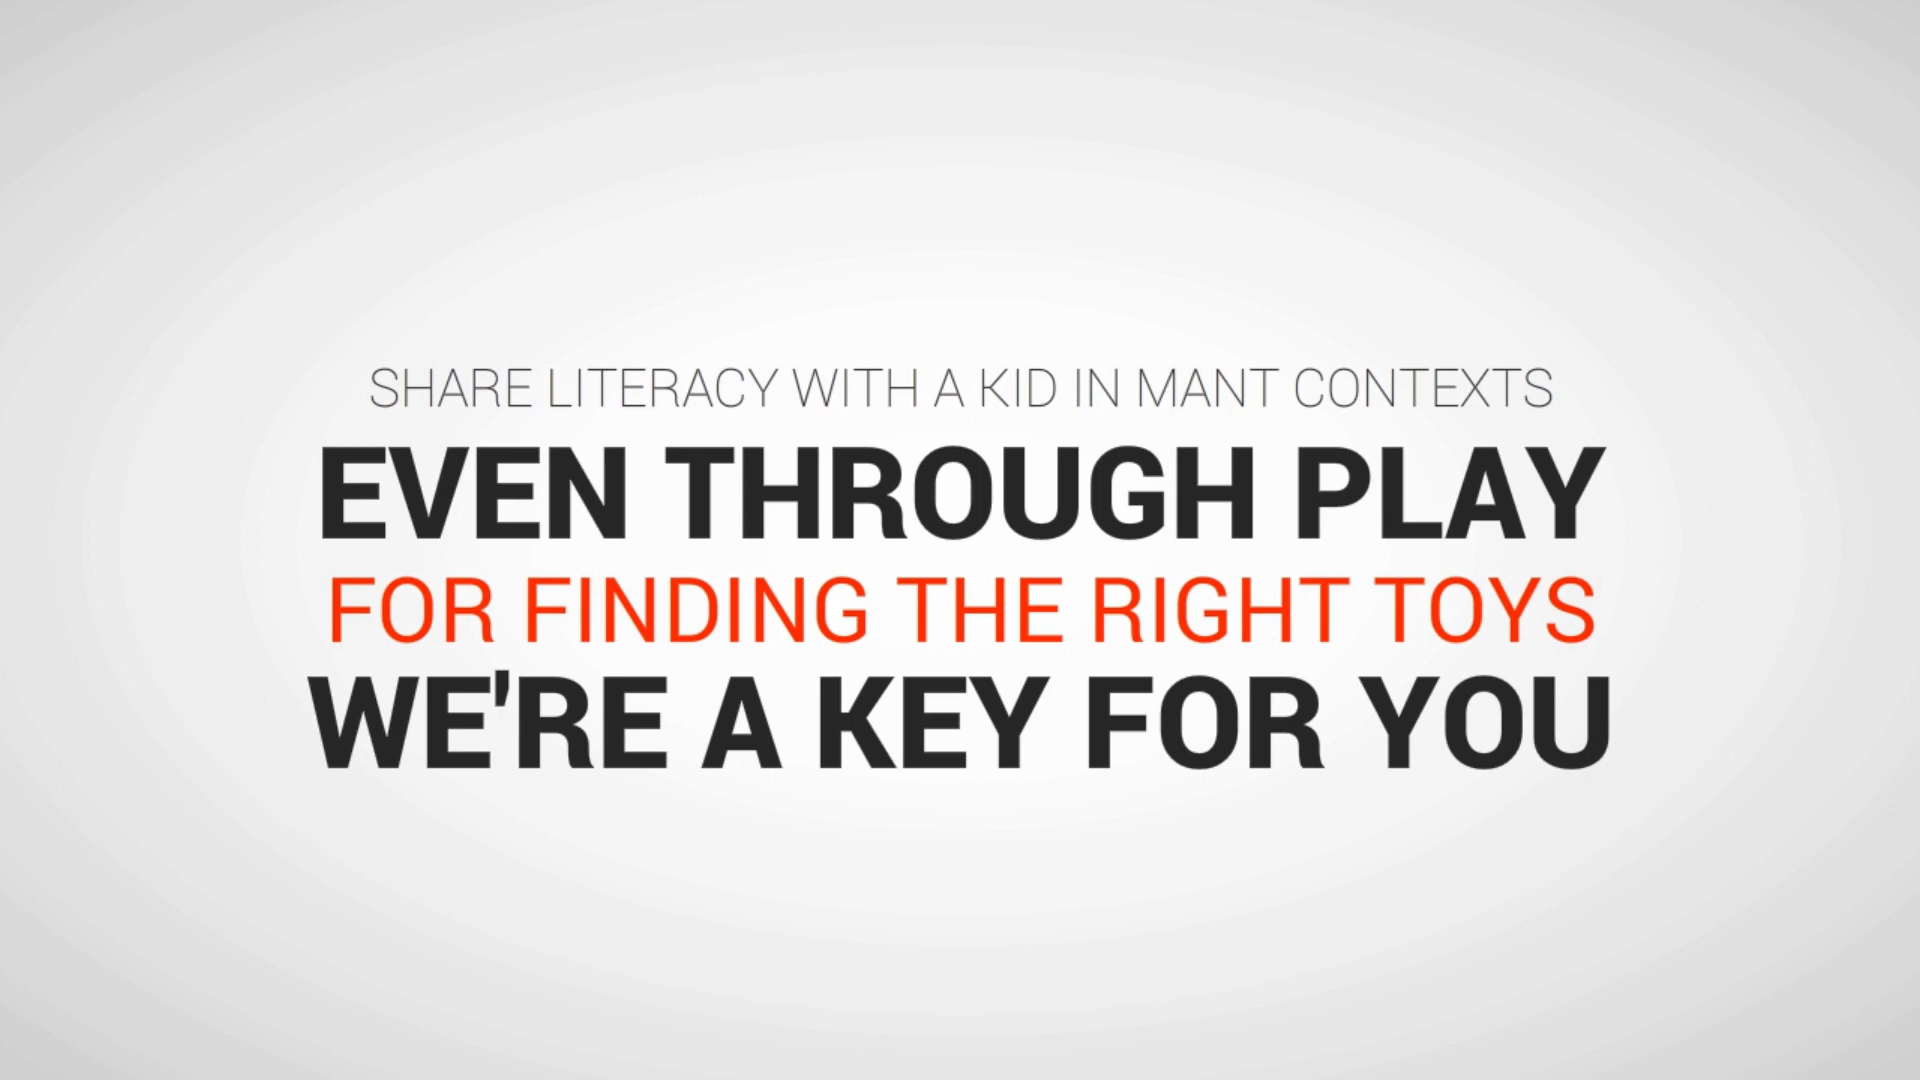 SHARE LITERACY WITH A KID IN MANT CONTEXTS
EVEN THROUGH PLAY
FOR FINDING THE RIGHT TOYS
WE'RE A KEY FOR YOU